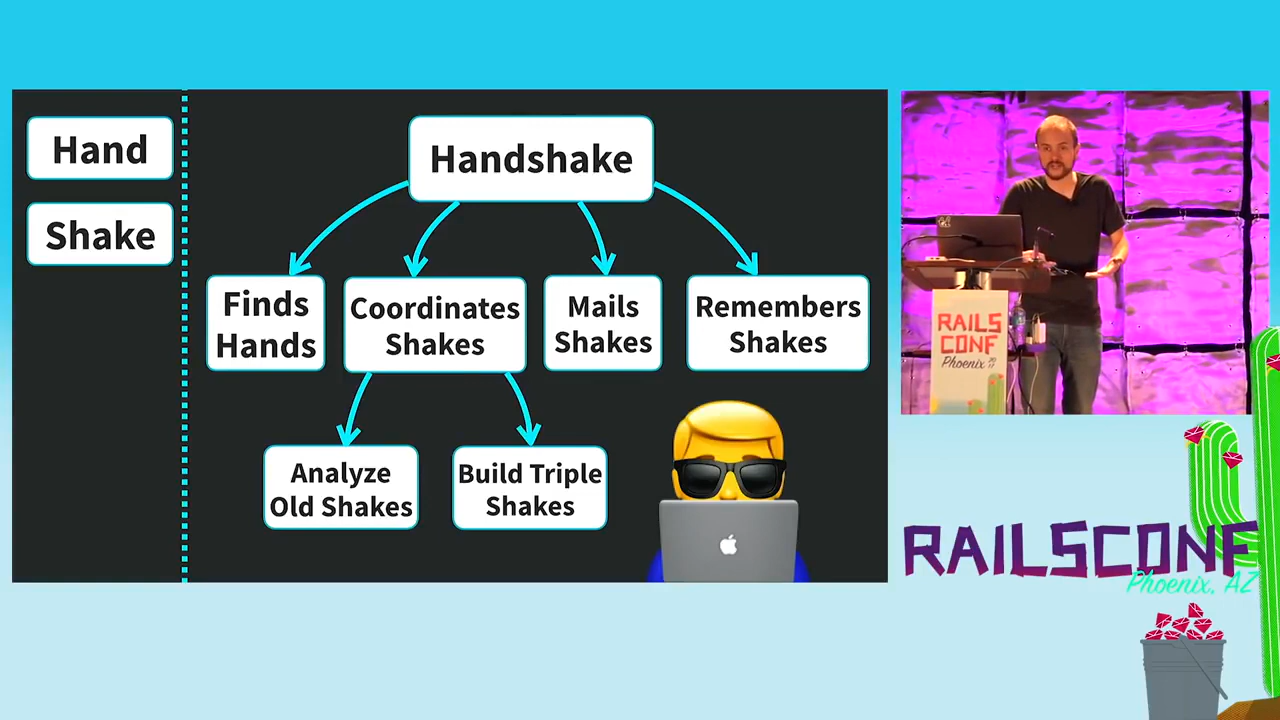 Hand
Shake
Handshake
Finds
Hands
Coordinates
Shakes
Mails
Shakes
Remembers
Shakes
Analyze
Old Shakes
Build Triple
Shakes
RAILS
CONF
Phoenix
RAILSCONF
Phoenix, AZ